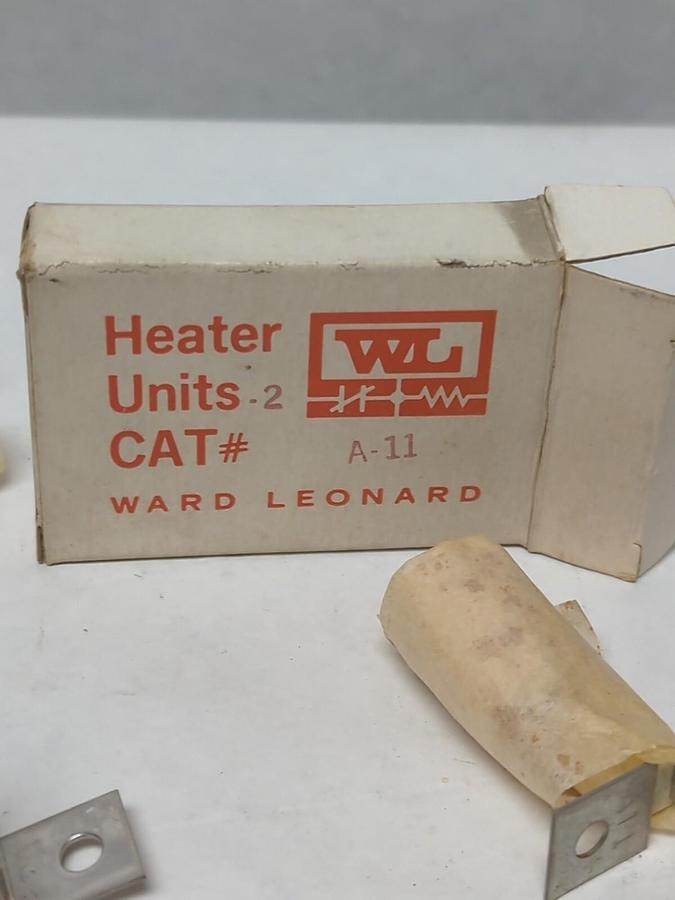 Heater
Units - 2
WL
CAT# A-11
WARD LEONARD